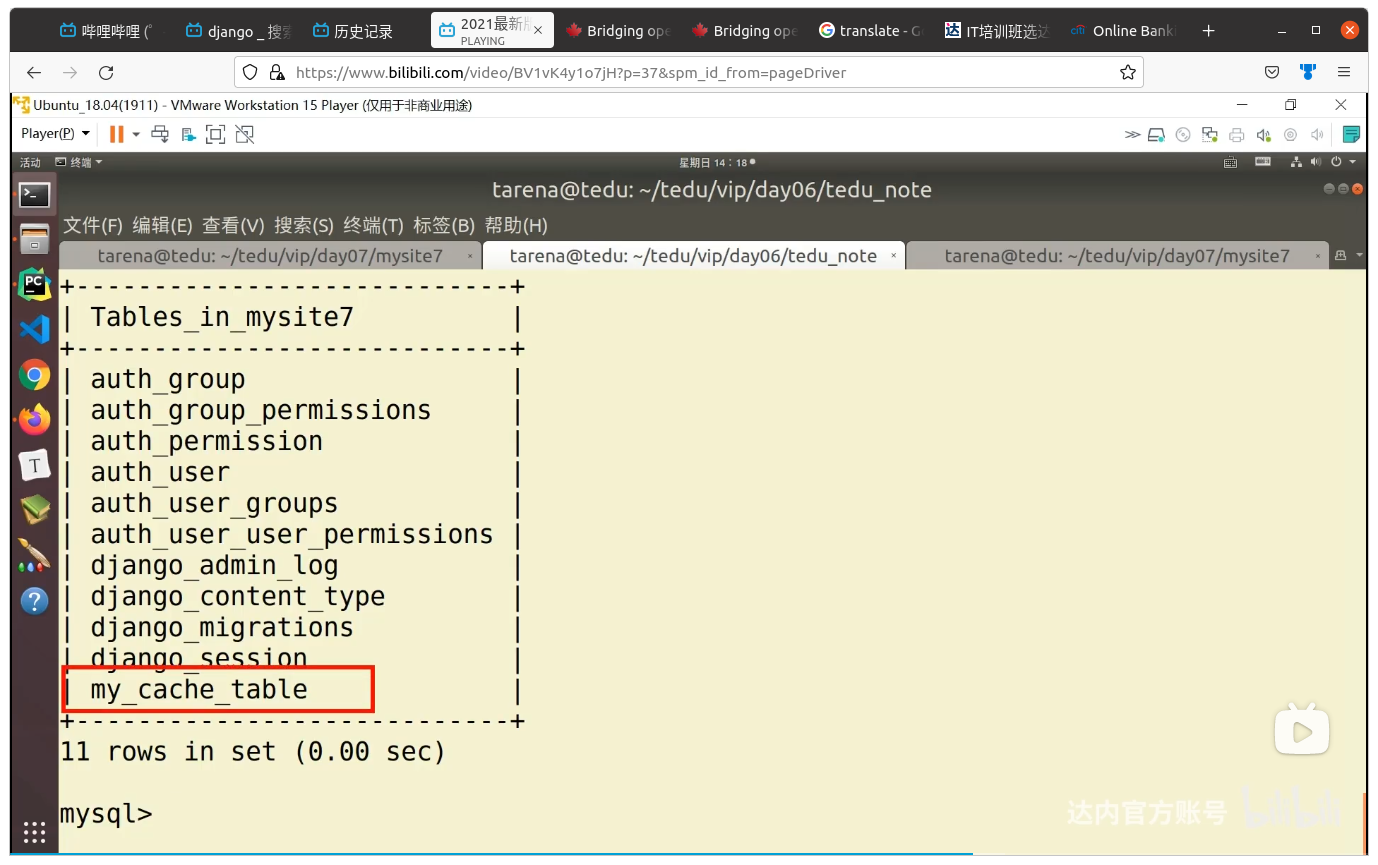 哔哩哔哩 (゜
django _ 搜索
历史记录
2021最新版
PLAYING
Bridging ope
Bridging ope
translate - G
IT培训班选达
Online Bank
https://www.bilibili.com/video/BV1vK4y1o7jH?p=37&spm_id_from=pageDriver
Ubuntu_18.04(1911) - VMware Workstation 15 Player (仅用于非商业用途)
Player(P)
活动 终端 星期日 14：18
tarena@tedu: ~/tedu/vip/day06/tedu_note
文件(F) 编辑(E) 查看(V) 搜索(S) 终端(T) 标签(B) 帮助(H)
tarena@tedu: ~/tedu/vip/day07/mysite7
tarena@tedu: ~/tedu/vip/day06/tedu_note
tarena@tedu: ~/tedu/vip/day07/mysite7
+----------------------------+
| Tables_in_mysite7          |
+----------------------------+
| auth_group                 |
| auth_group_permissions     |
| auth_permission            |
| auth_user                  |
| auth_user_groups           |
| auth_user_user_permissions |
| django_admin_log           |
| django_content_type        |
| django_migrations          |
| django_session             |
| my_cache_table             |
+----------------------------+
11 rows in set (0.00 sec)
mysql>
达内官方账号 bilibili